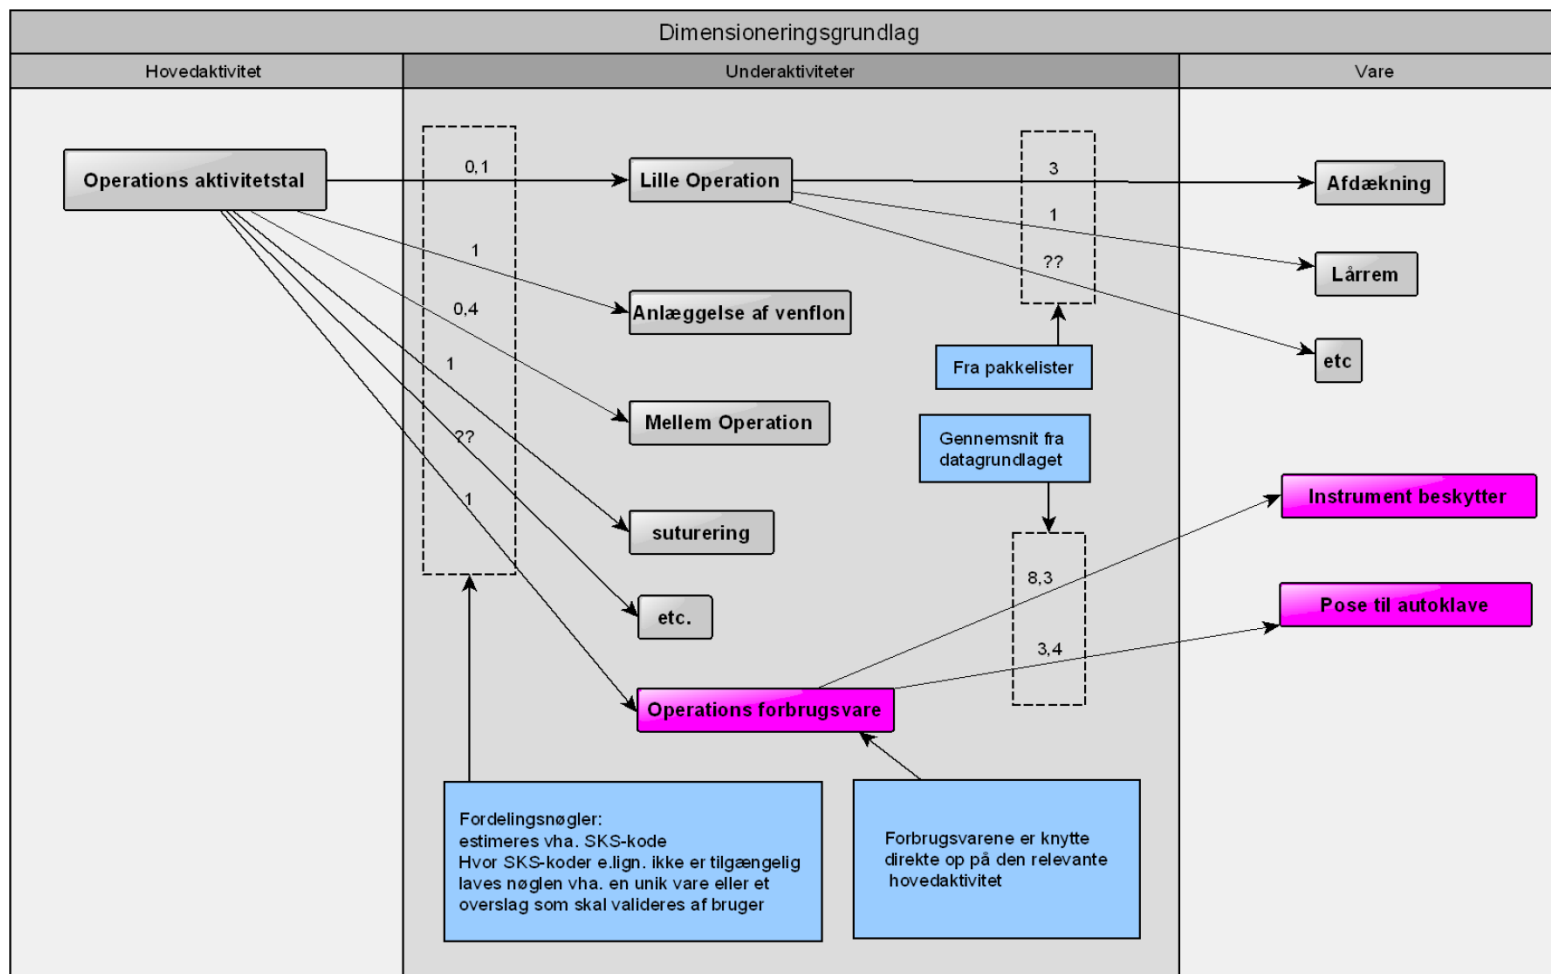 Dimensioneringsgrundlag
Hovedaktivitet
Underaktiviteter
Vare
Operations aktivitetstal
0,1
1
0,4
1
??
1
Lille Operation
Anlæggelse af venflon
Mellem Operation
suturering
etc.
Operations forbrugsvare
3
1
??
Fra pakkelister
Gennemsnit fra
datagrundlaget
8,3
3,4
Afdækning
Lårrem
etc
Instrument beskytter
Pose til autoklave
Fordelingsnøgler:
estimeres vha. SKS-kode
Hvor SKS-koder e.lign. ikke er tilgængelig
laves nøglen vha. en unik vare eller et
overslag som skal valideres af bruger
Forbrugsvarene er knytte
direkte op på den relevante
hovedaktivitet